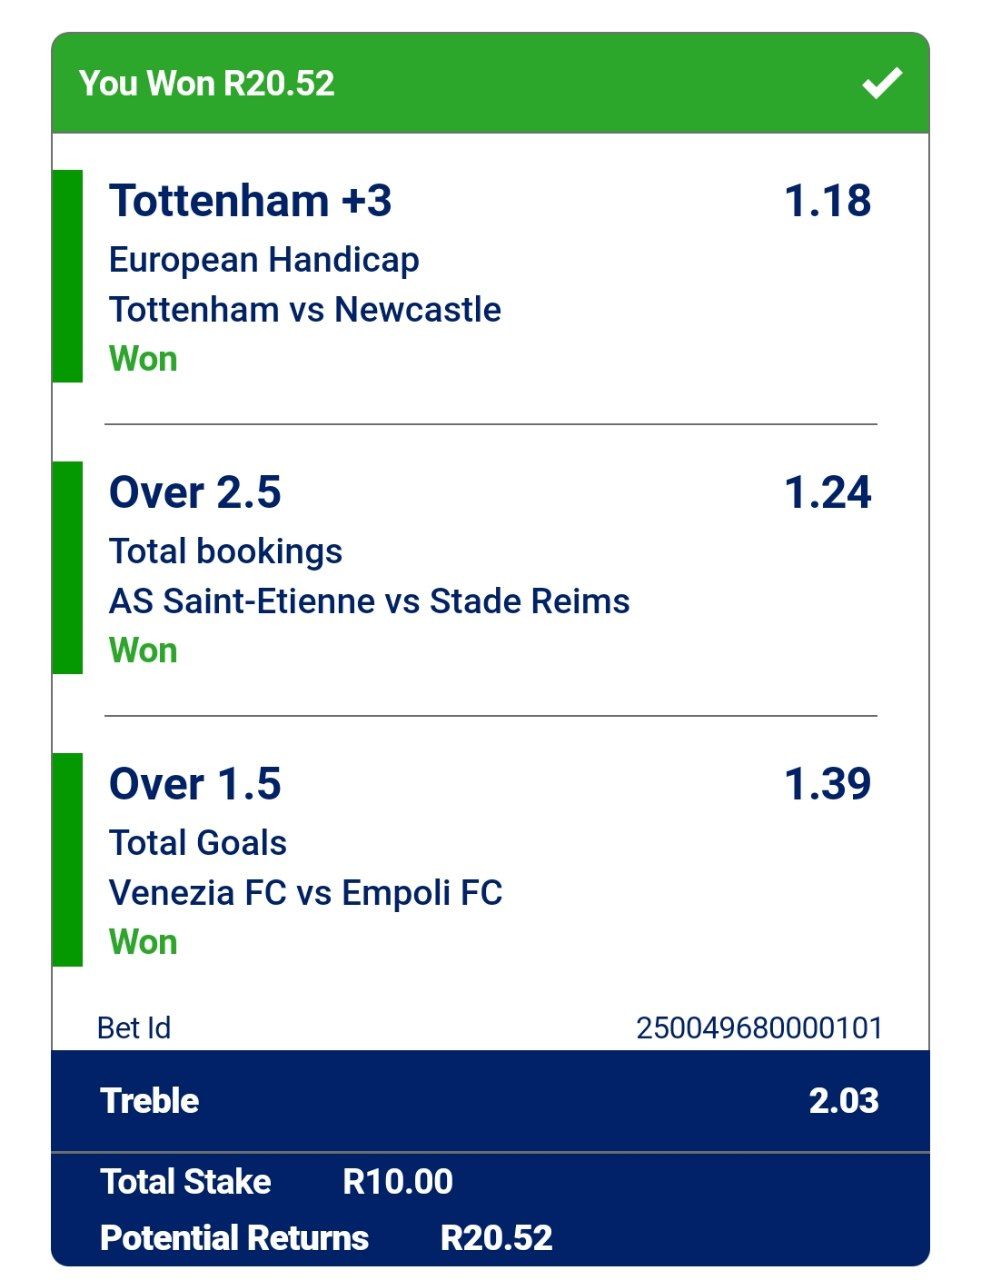 You Won R20.52
Tottenham +3 1.18
European Handicap
Tottenham vs Newcastle
Won
Over 2.5 1.24
Total bookings
AS Saint-Etienne vs Stade Reims
Won
Over 1.5 1.39
Total Goals
Venezia FC vs Empoli FC
Won
Bet Id 250049680000101
Treble 2.03
Total Stake R10.00
Potential Returns R20.52